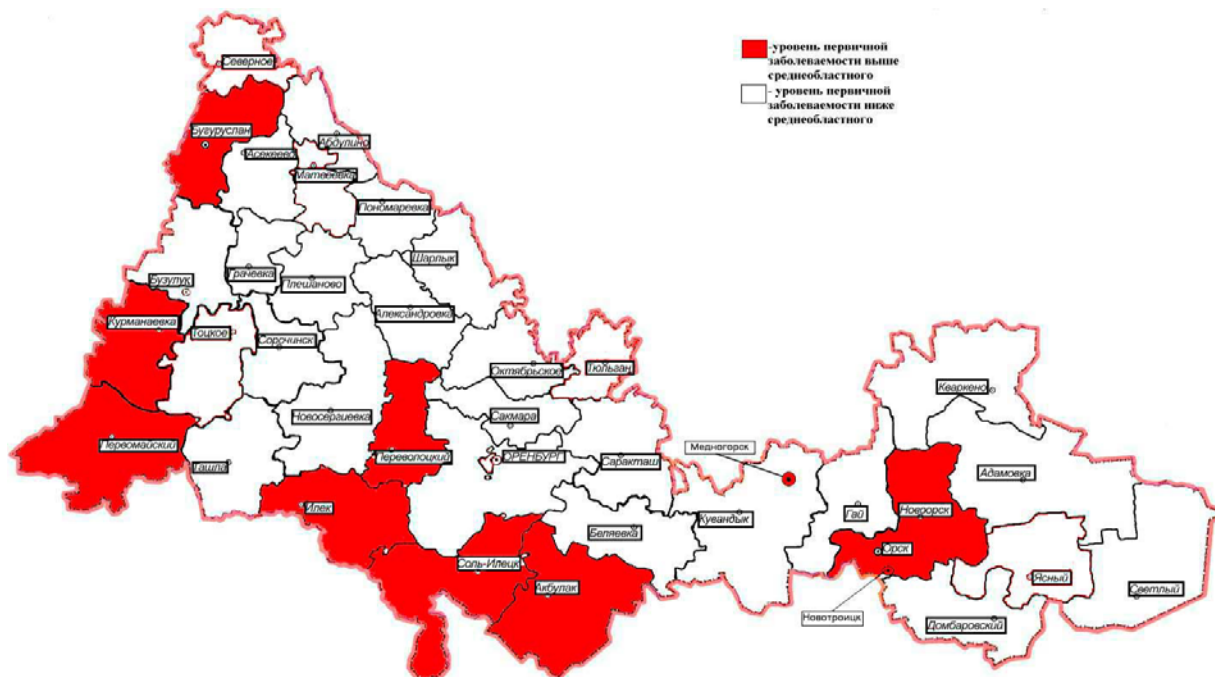 -уровень первичной
заболеваемости выше
среднеобластного
- уровень первичной
заболеваемости ниже
среднеобластного
Северное
Бугуруслан
Асекеево
Абдулино
Матвеевка
Пономаревка
Шарлык
Бузулук
Грачевка
Плешаново
Александровка
Курманаевка
Тоцкое
Сорочинск
Октябрьское
Тюльган
Кваркено
Новосергиевка
Сакмара
Первомайский
Ташла
Переволоцкий
ОРЕНБУРГ
Саракташ
Медногорск
Адамовка
Илек
Кувандык
Гай
Новоорск
Беляевка
Соль-Илецк
Орск
Акбулак
Ясный
Светлый
Новотроицк
Домбаровский